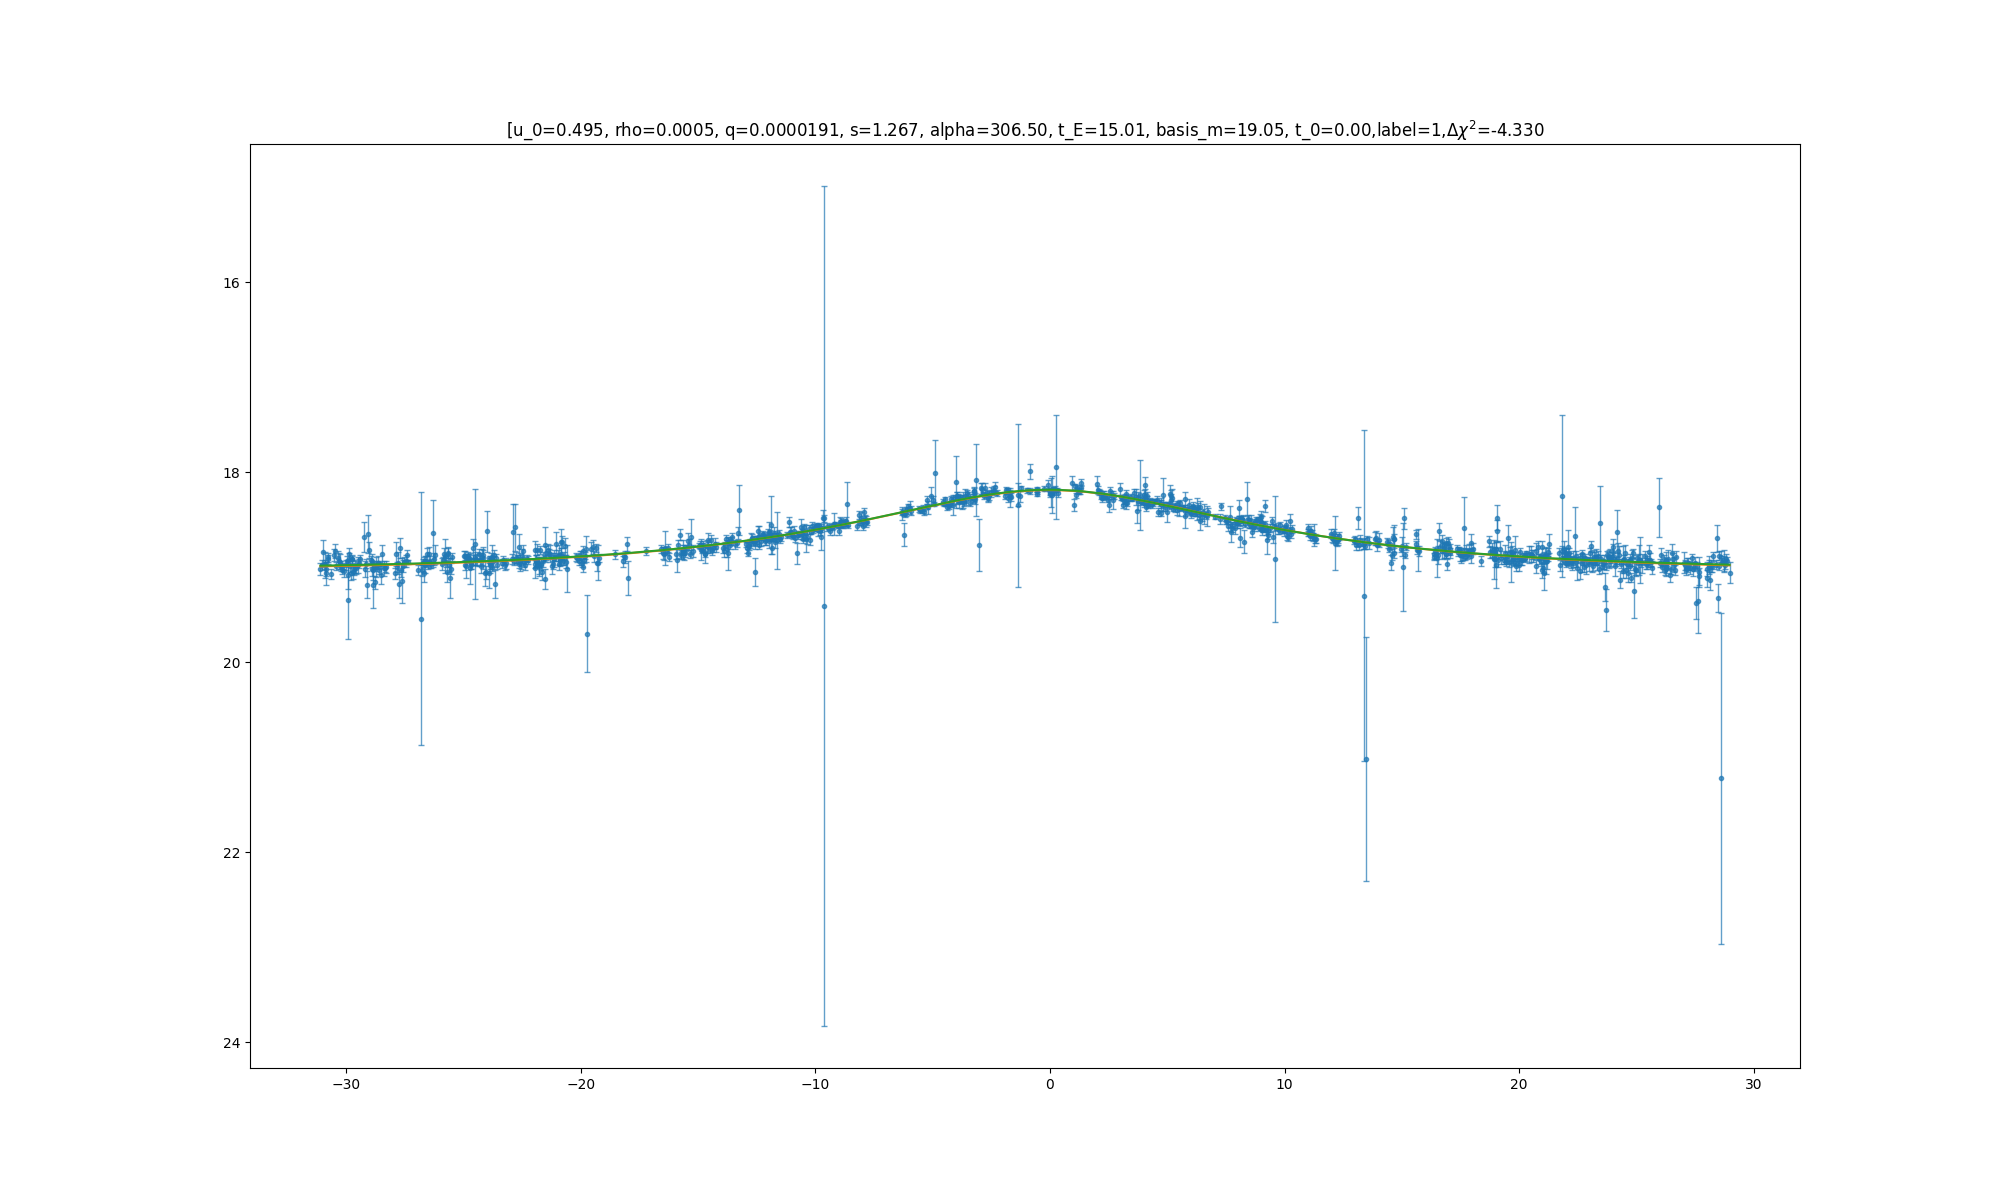 [u_0=0.495, rho=0.0005, q=0.0000191, s=1.267, alpha=306.50, t_E=15.01, basis_m=19.05, t_0=0.00,label=1,Δχ²=-4.330
16
18
20
22
24
−30 −20 −10 0 10 20 30